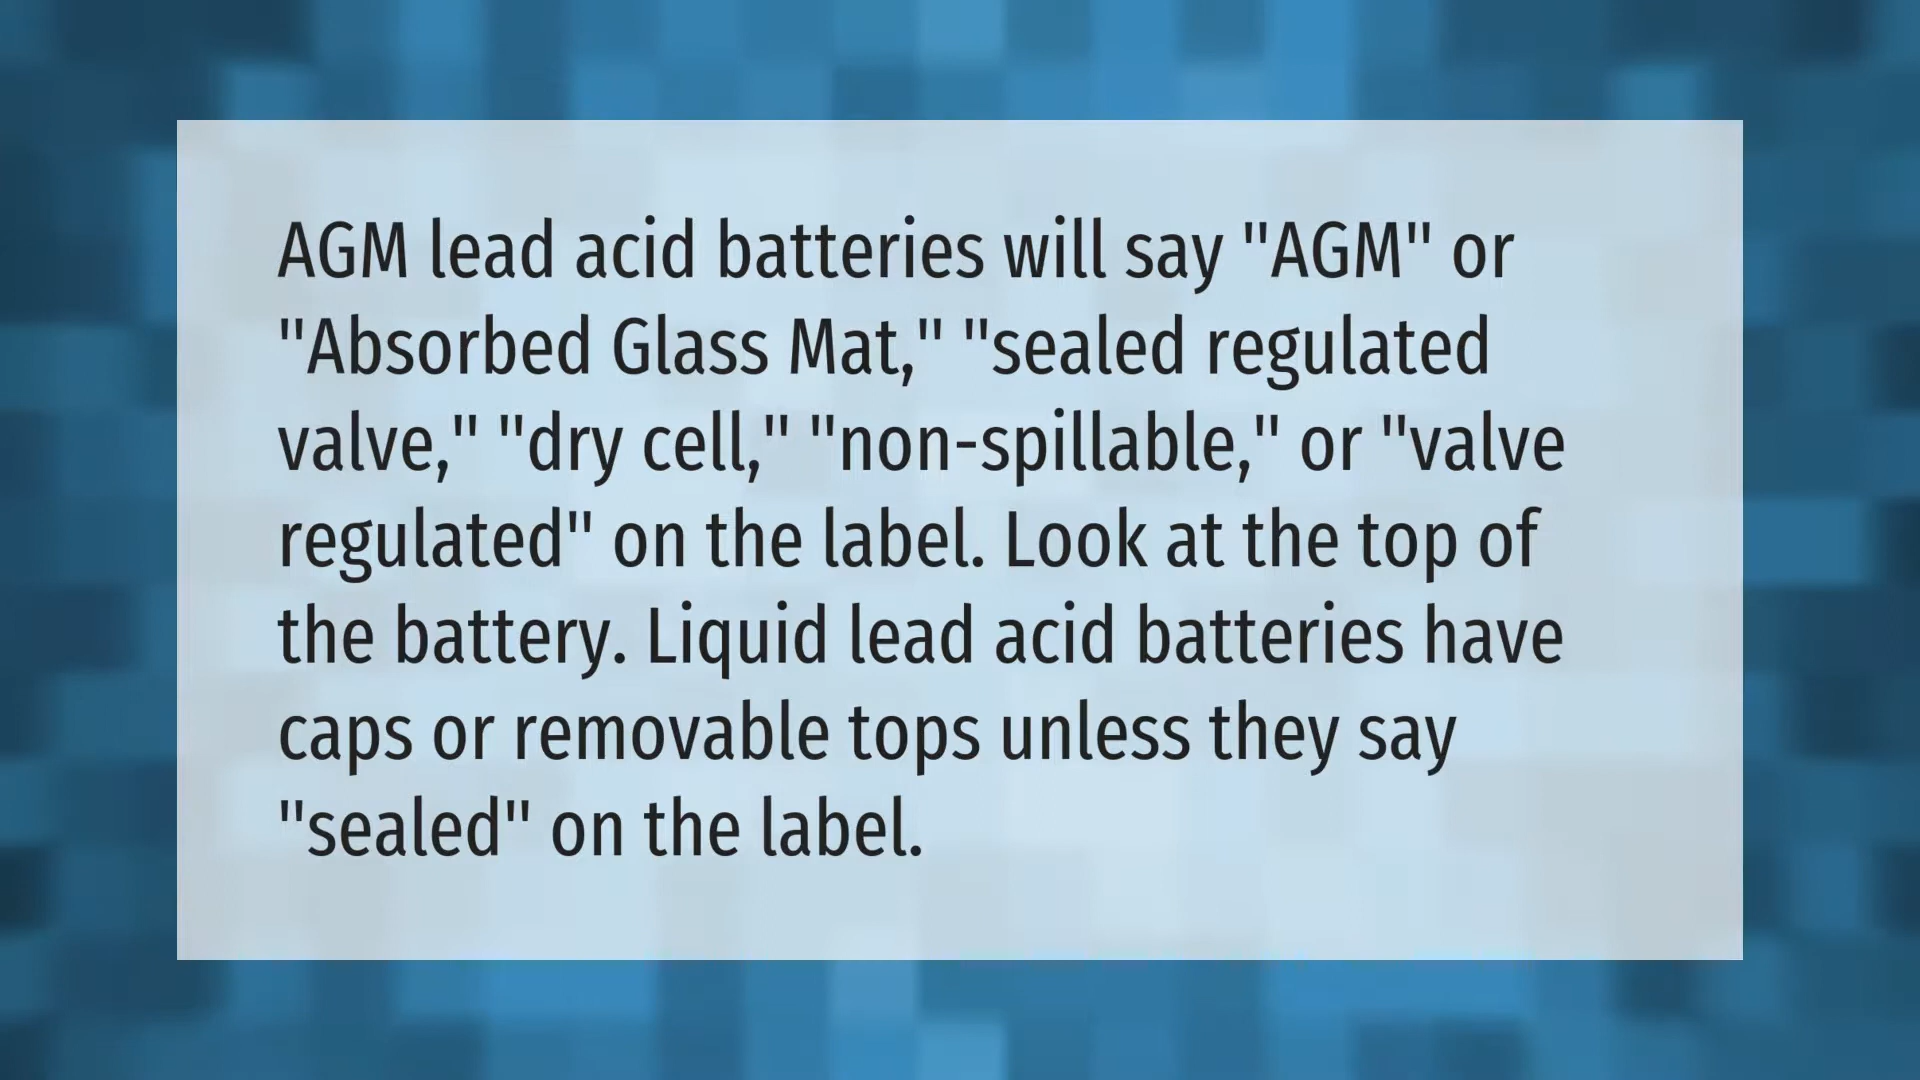 AGM lead acid batteries will say "AGM" or
"Absorbed Glass Mat," "sealed regulated
valve," "dry cell," "non-spillable," or "valve
regulated" on the label. Look at the top of
the battery. Liquid lead acid batteries have
caps or removable tops unless they say
"sealed" on the label.